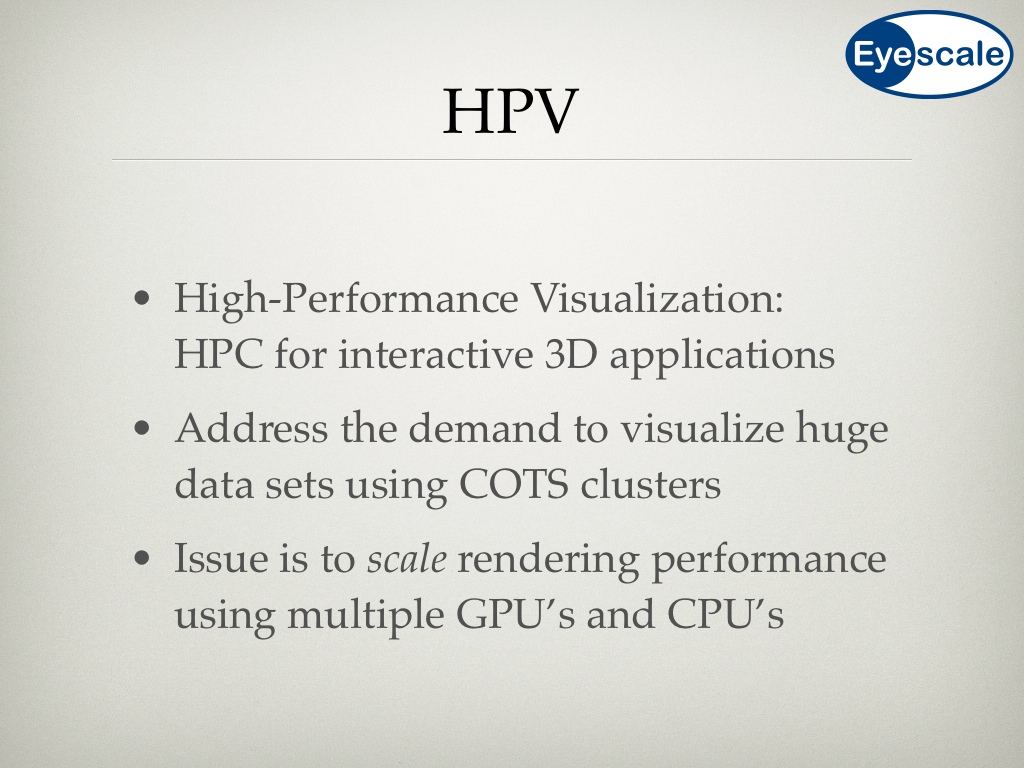 Eyescale
HPV
• High-Performance Visualization:
HPC for interactive 3D applications
• Address the demand to visualize huge
data sets using COTS clusters
• Issue is to scale rendering performance
using multiple GPU’s and CPU’s